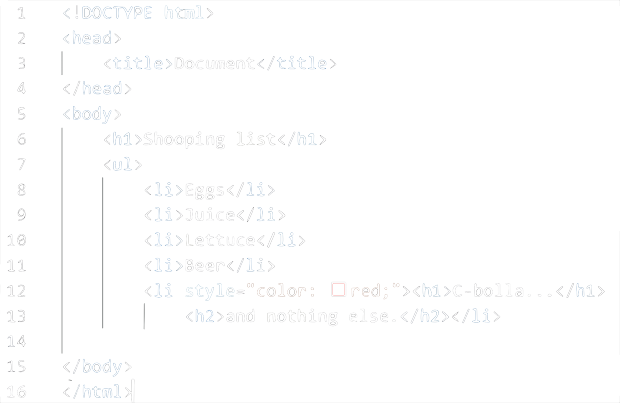 1 <!DOCTYPE html>
2 <head>
3 <title>Document</title>
4 </head>
5 <body>
6 <h1>Shooping list</h1>
7 <ul>
8 <li>Eggs</li>
9 <li>Juice</li>
10 <li>Lettuce</li>
11 <li>Beer</li>
12 <li style="color: red;"><h1>C-bolla...</h1>
13 <h2>and nothing else.</h2></li>
14
15 </body>
16 </html>